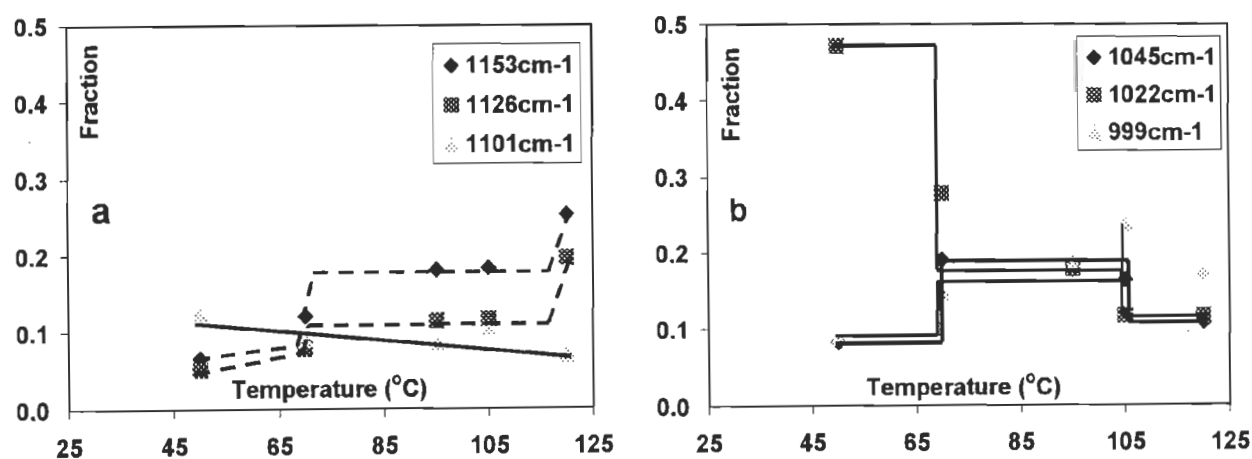 0.5
0.4
0.3
0.2
0.1
0.0
Fraction
1153cm-1
1126cm-1
1101cm-1
a
Temperature (°C)
25 45 65 85 105 125
0.5
0.4
0.3
0.2
0.1
0.0
Fraction
1045cm-1
1022cm-1
999cm-1
b
Temperature (°C)
25 45 65 85 105 125